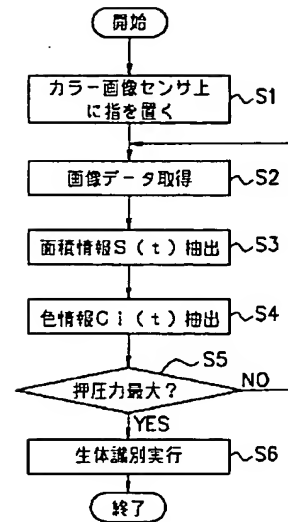 開始
カラー画像センサ上
に指を置く
S1
画像データ取得
S2
面積情報S(t)抽出
S3
色情報Ci(t)抽出
S4
S5
押圧力最大?
NO
YES
生体識別実行
S6
終了